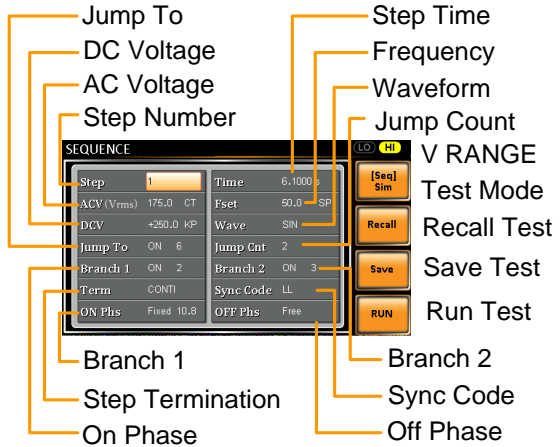 Jump To
DC Voltage
AC Voltage
Step Number
Step Time
Frequency
Waveform
Jump Count
V RANGE
Test Mode
Recall Test
Save Test
Run Test
SEQUENCE LO HI
Step 1 Time 6.1000 s
ACV (Vrms) 175.0 CT Fset 50.0 SP
DCV +250.0 KP Wave SIN
Jump To ON 6 Jump Cnt 2
Branch 1 ON 2 Branch 2 ON 3
Term CONTI Sync Code LL
ON Phs Fixed 10.8 OFF Phs Free
[Seq]
Sim
Recall
Save
RUN
Branch 1
Step Termination
On Phase
Branch 2
Sync Code
Off Phase